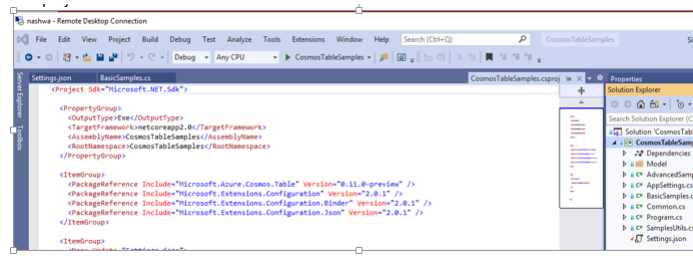 nashwa - Remote Desktop Connection
File Edit View Project Build Debug Test Analyze Tools Extensions Window Help Search (Ctrl+Q) CosmosTableSamples
Debug Any CPU CosmosTableSamples
Settings.json BasicSamples.cs CosmosTableSamples.csproj Properties
Server Explorer
Toolbox
<Project Sdk="Microsoft.NET.Sdk">
<PropertyGroup>
<OutputType>Exe</OutputType>
<TargetFramework>netcoreapp2.0</TargetFramework>
<AssemblyName>CosmosTableSamples</AssemblyName>
<RootNamespace>CosmosTableSamples</RootNamespace>
</PropertyGroup>
<ItemGroup>
<PackageReference Include="Microsoft.Azure.Cosmos.Table" Version="0.11.0-preview" />
<PackageReference Include="Microsoft.Extensions.Configuration" Version="2.0.1" />
<PackageReference Include="Microsoft.Extensions.Configuration.Binder" Version="2.0.1" />
<PackageReference Include="Microsoft.Extensions.Configuration.Json" Version="2.0.1" />
</ItemGroup>
<ItemGroup>
Solution Explorer
Search Solution Explorer (C
Solution 'CosmosTab
CosmosTableSamp
Dependencies
Model
AdvancedSamp
AppSettings.cs
BasicSamples.c
Common.cs
Program.cs
SamplesUtils.cs
Settings.json